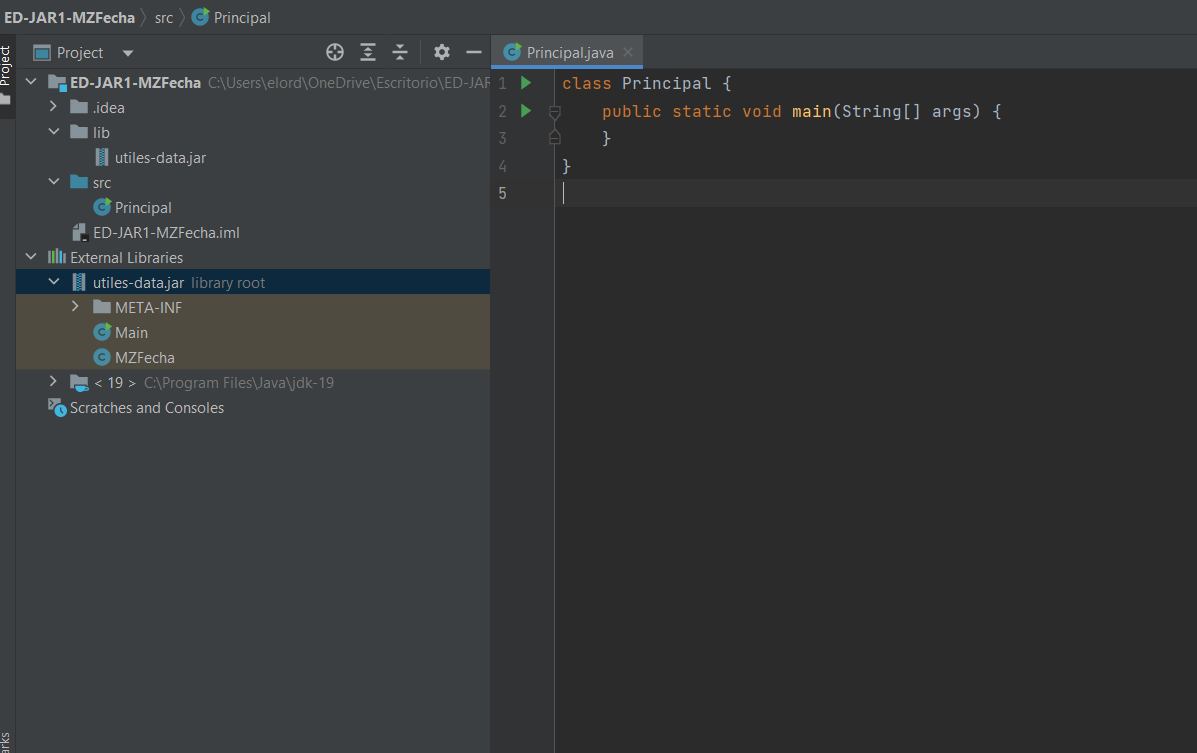 ED-JAR1-MZFecha src Principal
Project
Project
Principal.java
ED-JAR1-MZFecha C:\Users\elord\OneDrive\Escritorio\ED-JAR
.idea
lib
utiles-data.jar
src
Principal
ED-JAR1-MZFecha.iml
External Libraries
utiles-data.jar library root
META-INF
Main
MZFecha
< 19 > C:\Program Files\Java\jdk-19
Scratches and Consoles
1 class Principal {
2 public static void main(String[] args) {
3 }
4 }
5
arks